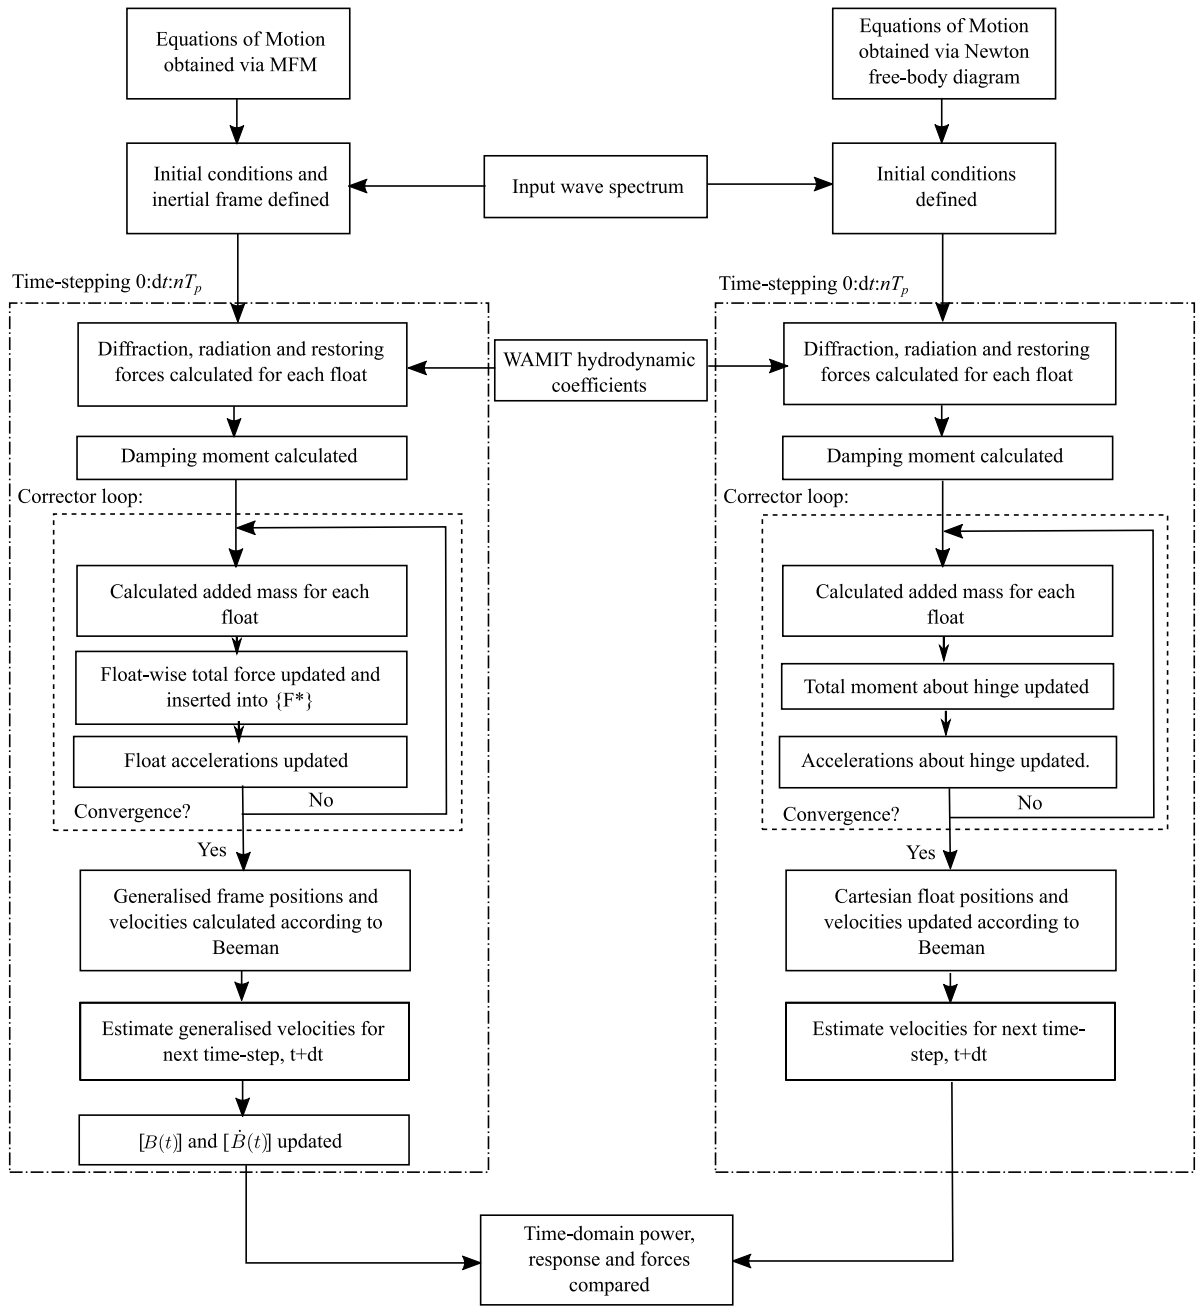 Equations of Motion
obtained via MFM
Initial conditions and
inertial frame defined
Time-stepping 0:dt:nTₚ
Diffraction, radiation and restoring
forces calculated for each float
Damping moment calculated
Corrector loop:
Calculated added mass for each
float
Float-wise total force updated and
inserted into {F*}
Float accelerations updated
Convergence?
No
Yes
Generalised frame positions and
velocities calculated according to
Beeman
Estimate generalised velocities for
next time-step, t+dt
[B(t)] and [Ḃ(t)] updated
Input wave spectrum
WAMIT hydrodynamic
coefficients
Equations of Motion
obtained via Newton
free-body diagram
Initial conditions
defined
Time-stepping 0:dt:nTₚ
Diffraction, radiation and restoring
forces calculated for each float
Damping moment calculated
Corrector loop:
Calculated added mass for each
float
Total moment about hinge updated
Accelerations about hinge updated.
Convergence?
No
Yes
Cartesian float positions and
velocities updated according to
Beeman
Estimate velocities for next time-
step, t+dt
Time-domain power,
response and forces
compared